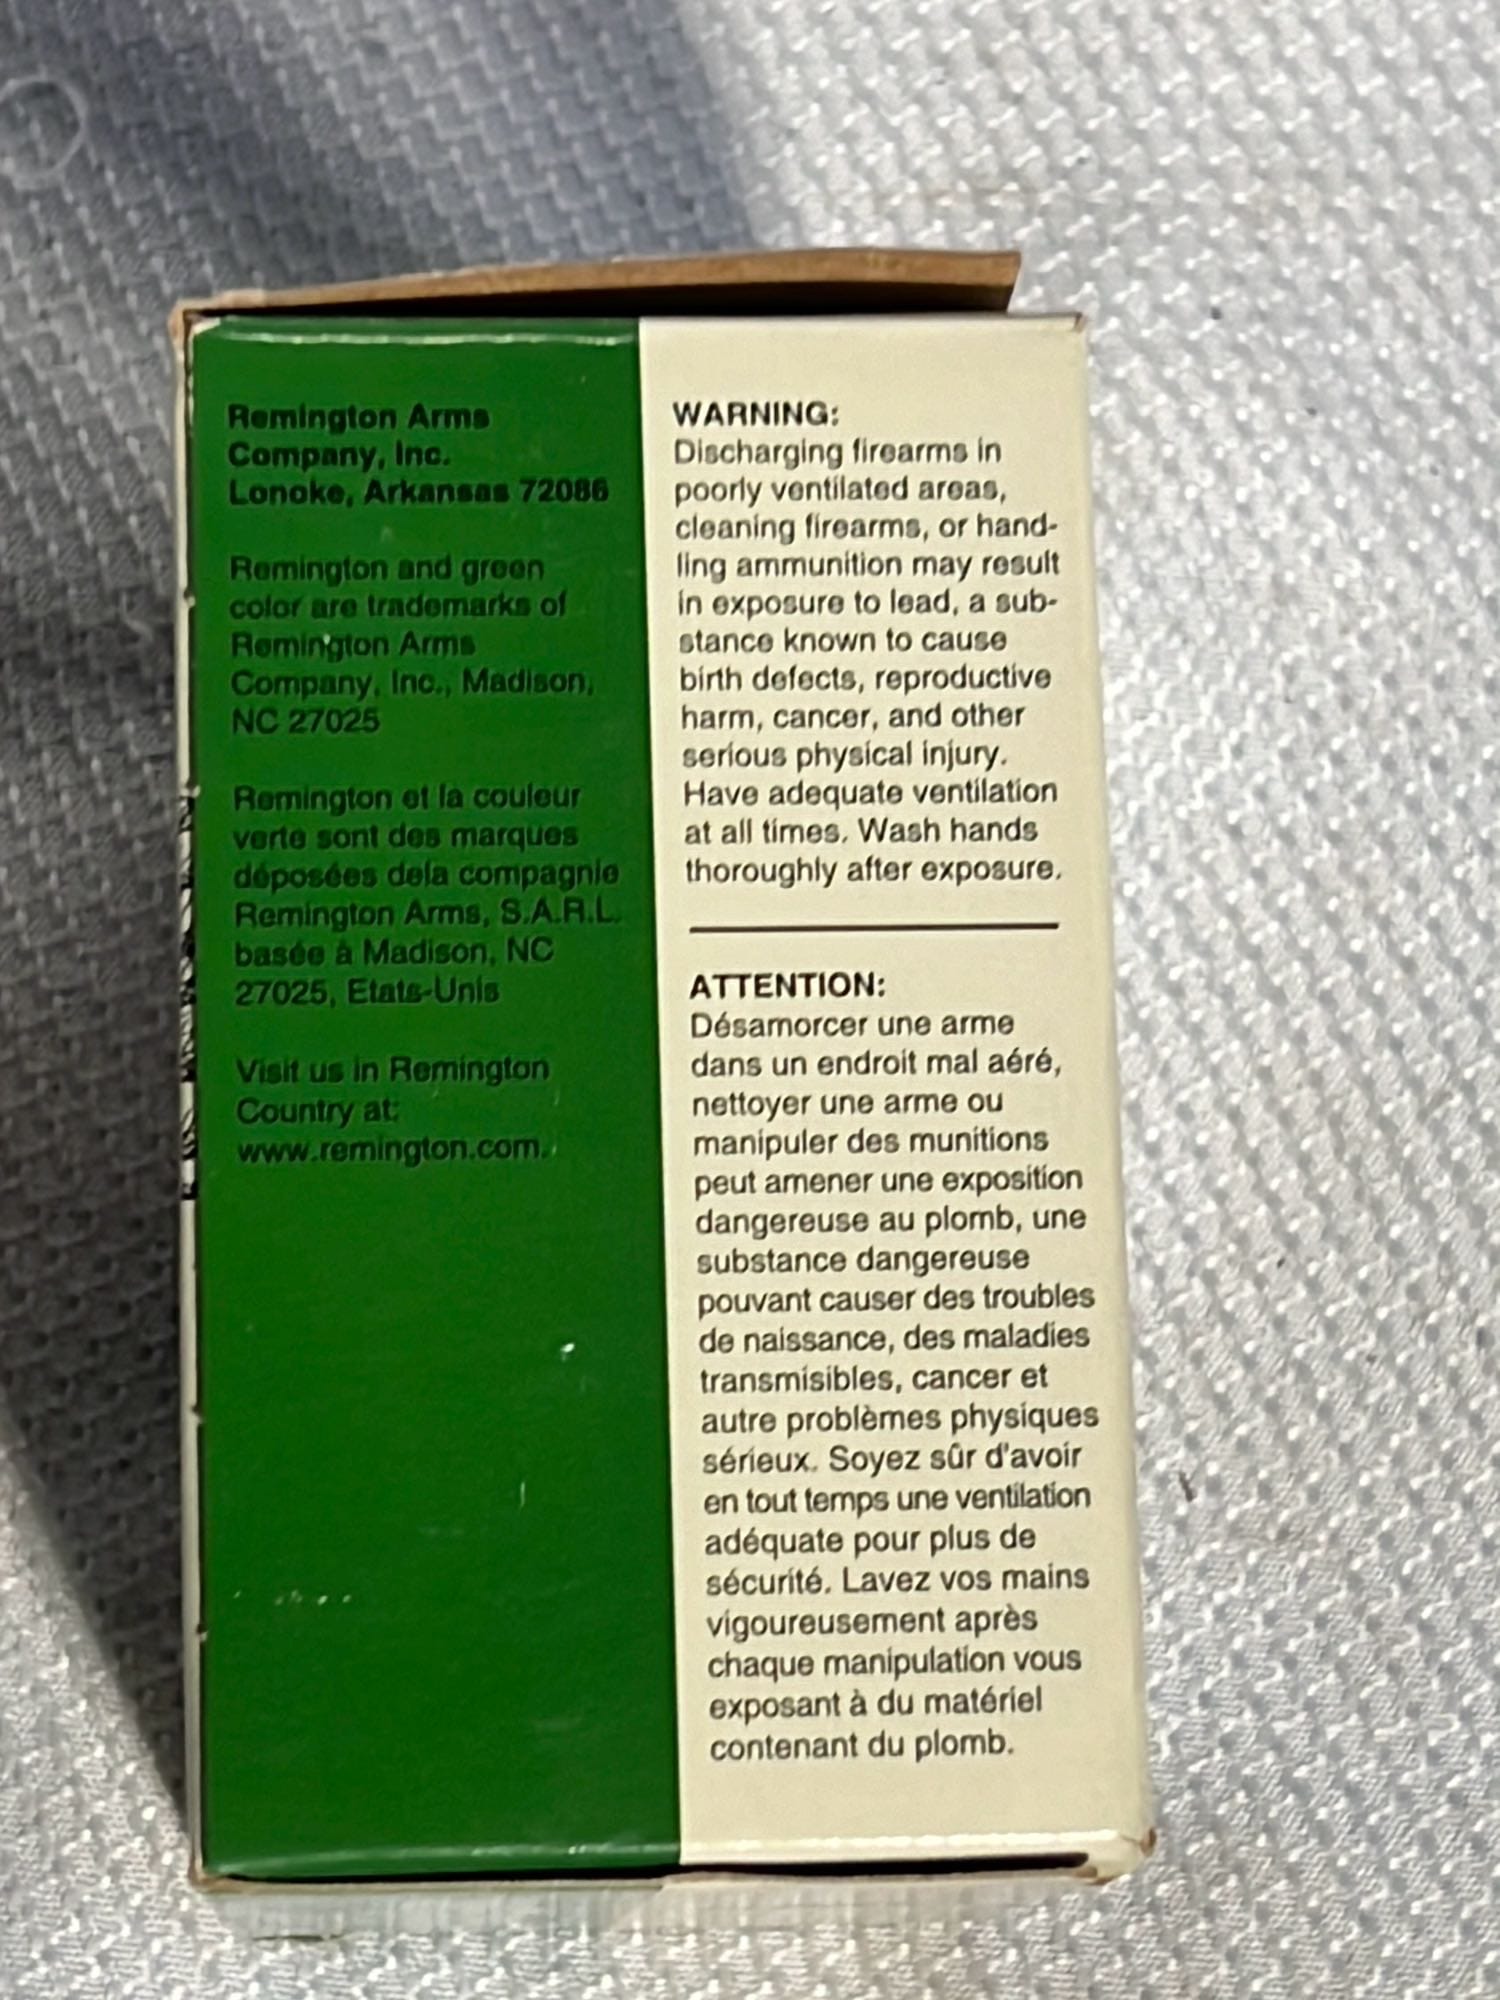 Remington Arms
Company, Inc.
Lonoke, Arkansas 72086
Remington and green
color are trademarks of
Remington Arms
Company, Inc., Madison,
NC 27025
Remington et la couleur
verte sont des marques
déposées dela compagnie
Remington Arms, S.A.R.L.
basée à Madison, NC
27025, Etats-Unis
Visit us in Remington
Country at:
www.remington.com.
WARNING:
Discharging firearms in
poorly ventilated areas,
cleaning firearms, or hand-
ling ammunition may result
in exposure to lead, a sub-
stance known to cause
birth defects, reproductive
harm, cancer, and other
serious physical injury.
Have adequate ventilation
at all times. Wash hands
thoroughly after exposure.
ATTENTION:
Désamorcer une arme
dans un endroit mal aéré,
nettoyer une arme ou
manipuler des munitions
peut amener une exposition
dangereuse au plomb, une
substance dangereuse
pouvant causer des troubles
de naissance, des maladies
transmisibles, cancer et
autre problèmes physiques
sérieux. Soyez sûr d'avoir
en tout temps une ventilation
adéquate pour plus de
sécurité. Lavez vos mains
vigoureusement après
chaque manipulation vous
exposant à du matériel
contenant du plomb.